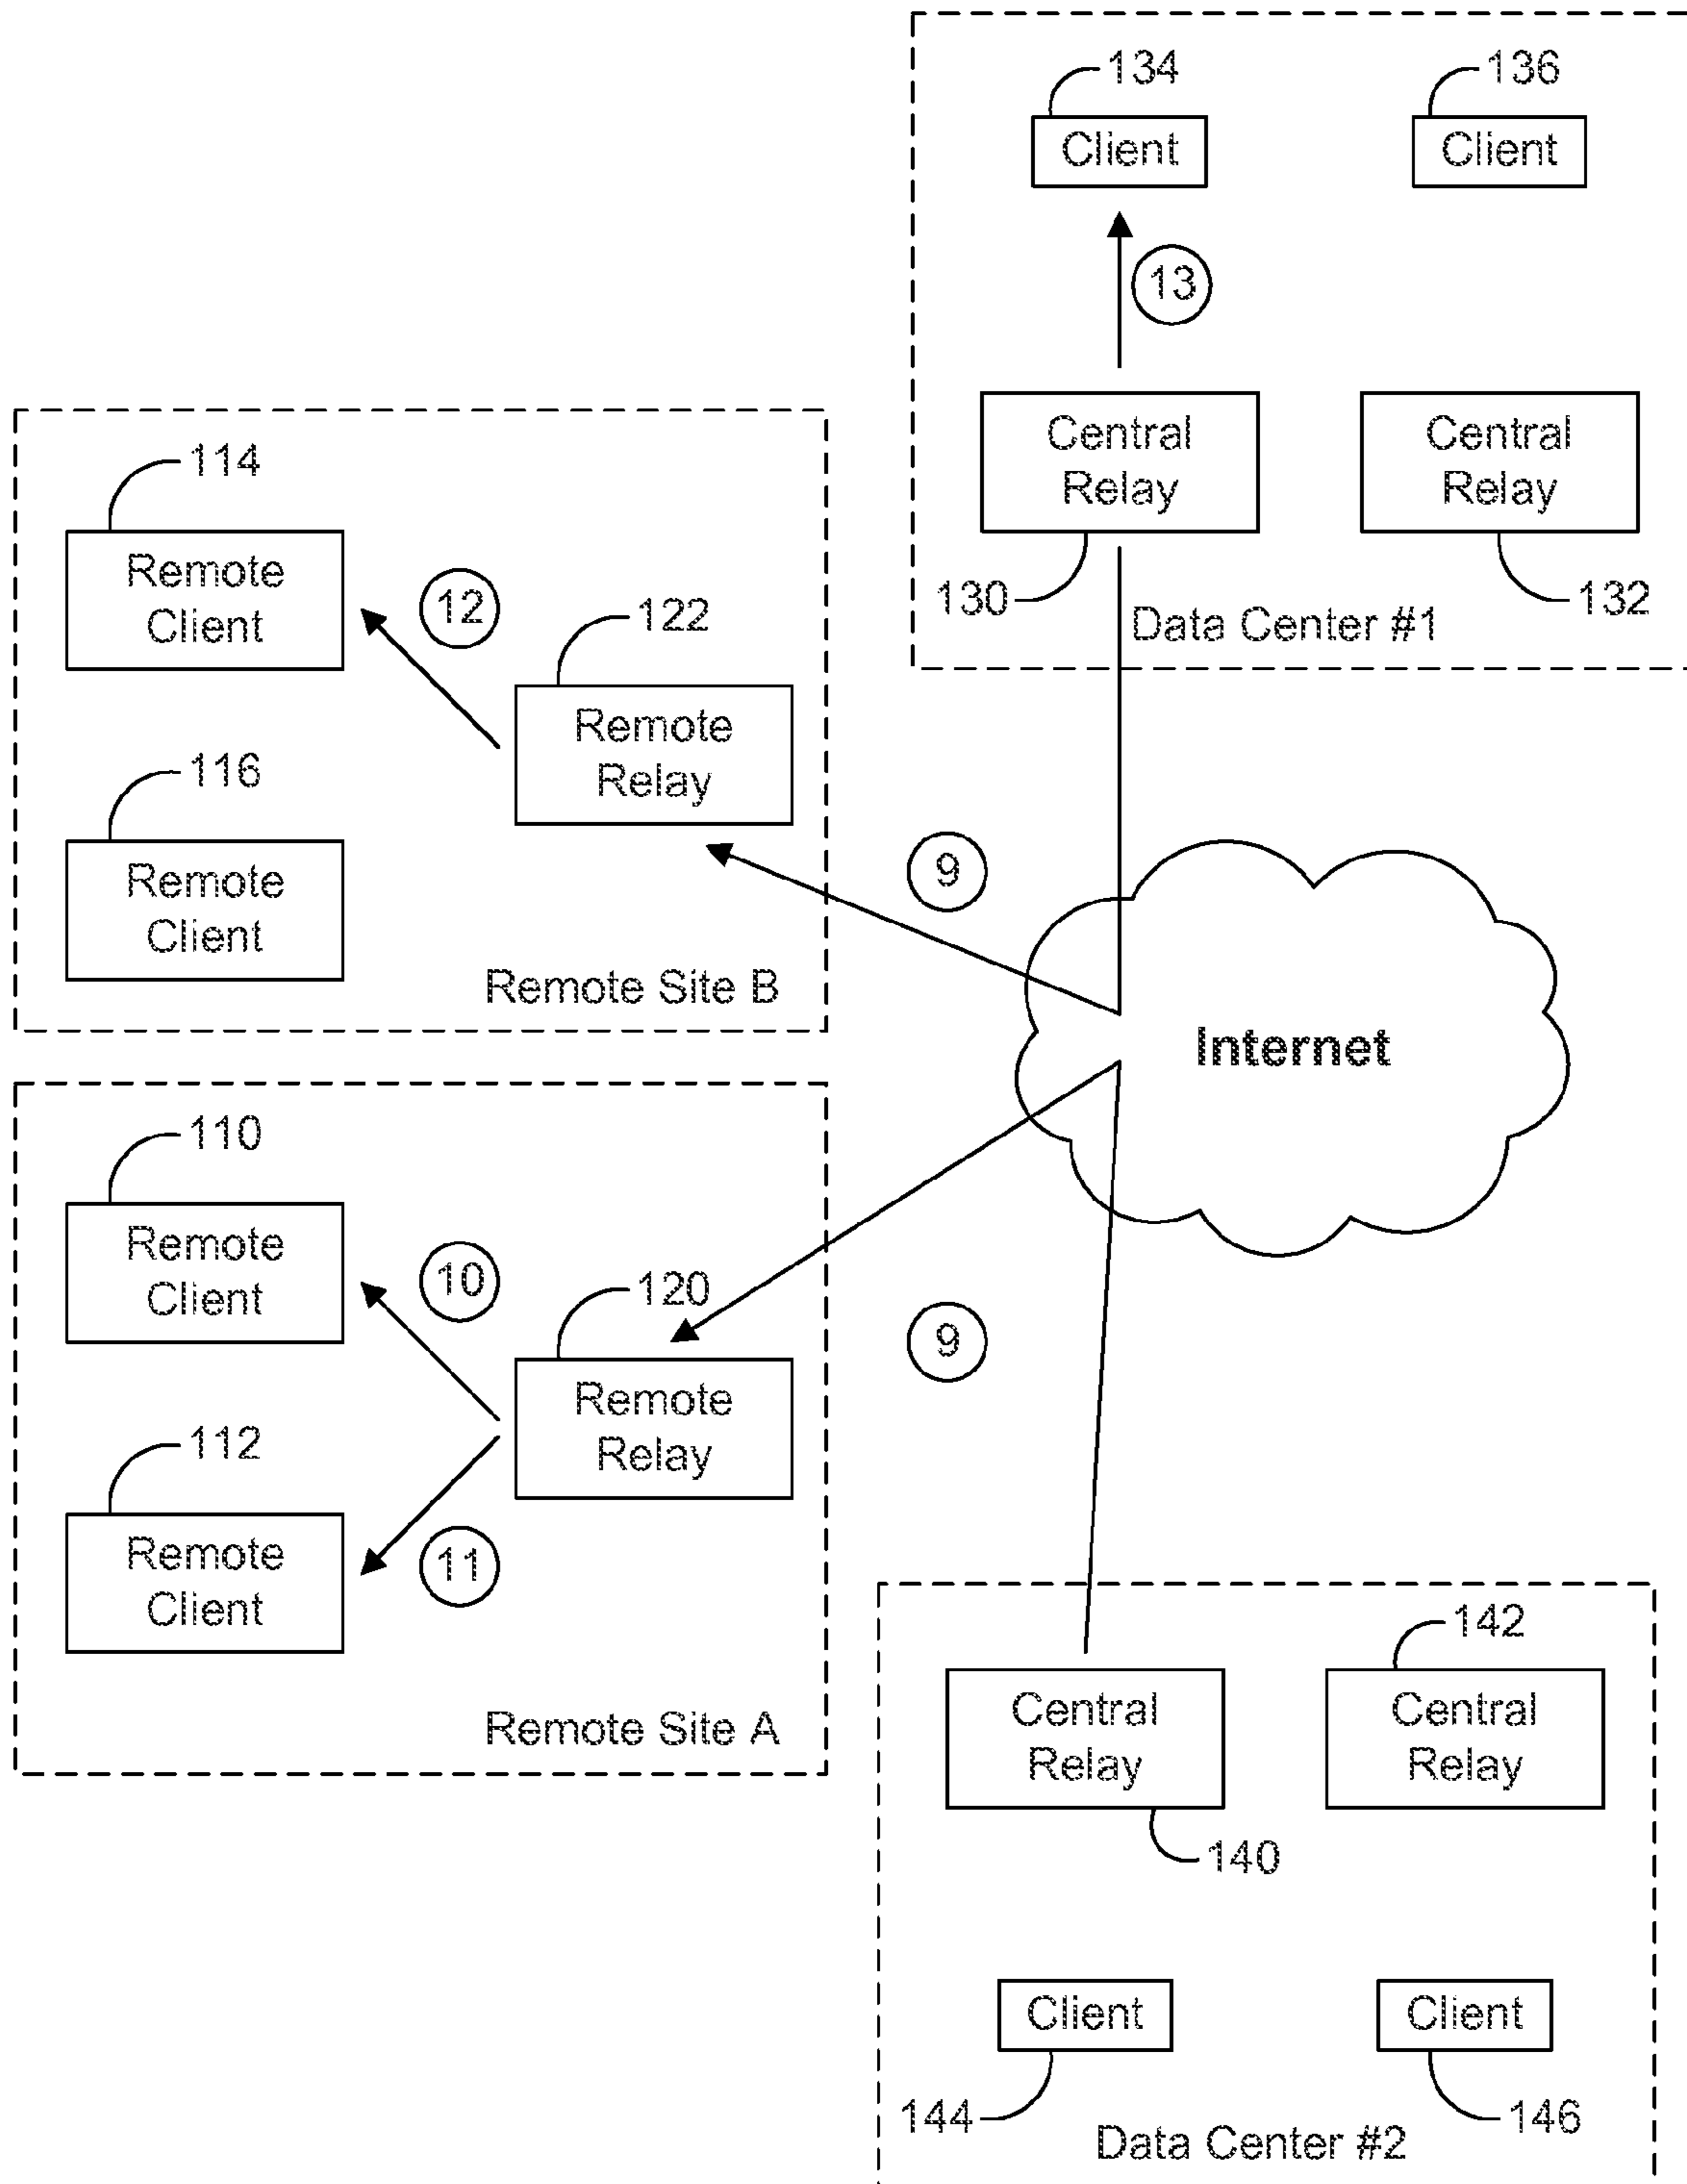 134
136
Client
Client
13
Central
Relay
Central
Relay
130
132
Data Center #1
114
Remote
Client
12
122
Remote
Relay
116
Remote
Client
9
Remote Site B
Internet
110
Remote
Client
10
120
Remote
Relay
9
112
Remote
Client
11
Remote Site A
142
Central
Relay
Central
Relay
140
Client
Client
144
146
Data Center #2